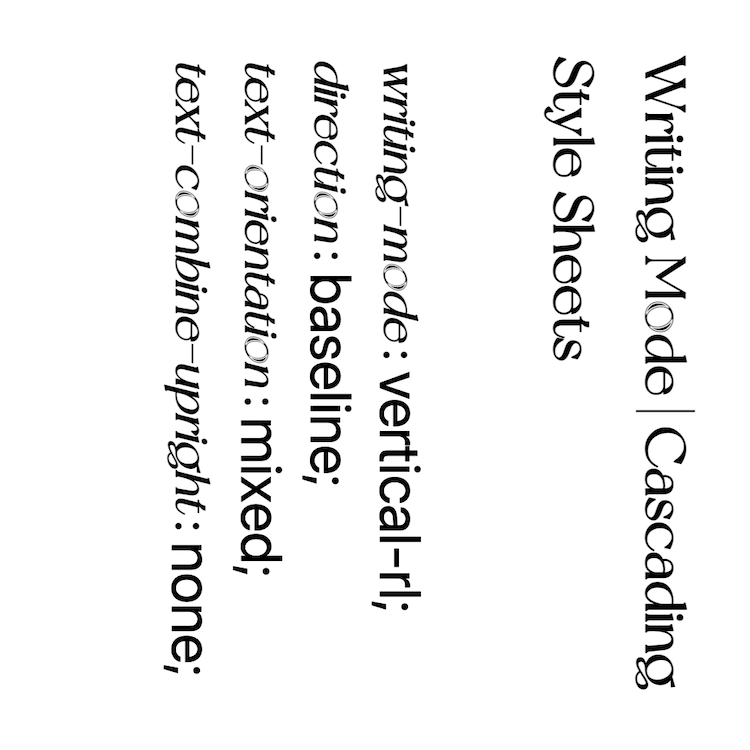 Writing Mode | Cascading
Style Sheets
writing-mode: vertical-rl;
direction: baseline;
text-orientation: mixed;
text-combine-upright: none;